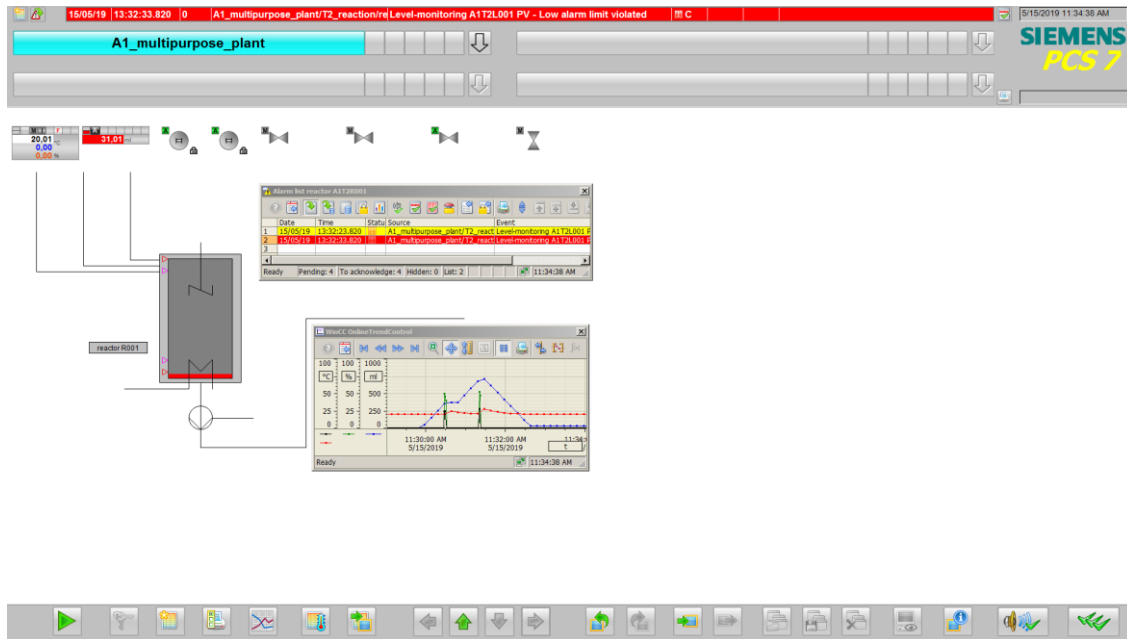 15/05/19 13:32:33.820 0 A1_multipurpose_plant/T2_reaction/re Level-monitoring A1T2L001 PV - Low alarm limit violated C
5/15/2019 11:34:38 AM
SIEMENS
PCS 7
A1_multipurpose_plant
20,01 °C
0,00
0,00 %
31,01 ml
A
A
M
M
A
M
Alarm list reactor A1T2R001
Date Time Statu Source Event
1 15/05/19 13:32:23.820 A1_multipurpose_plant/T2_react Level-monitoring A1T2L001 P
2 15/05/19 13:32:33.820 A1_multipurpose_plant/T2_react Level-monitoring A1T2L001 P
3
Ready Pending: 4 To acknowledge: 4 Hidden: 0 List: 2 11:34:38 AM
reactor R001
WinCC OnlineTrendControl
100 100 1000
°C % ml
50 50 500
25 25 250
0 0 0
11:30:00 AM 11:32:00 AM 11:34:
5/15/2019 5/15/2019 t
Ready 11:34:38 AM